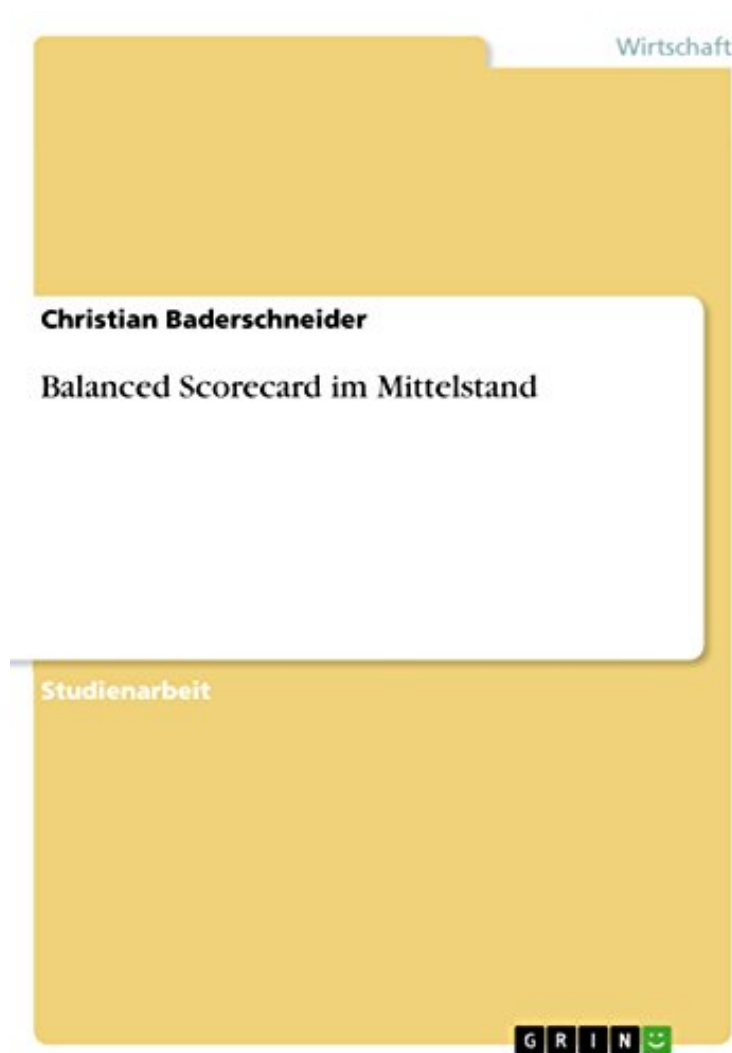 Wirtschaft
Christian Baderschneider
Balanced Scorecard im Mittelstand
Studienarbeit
GRIN